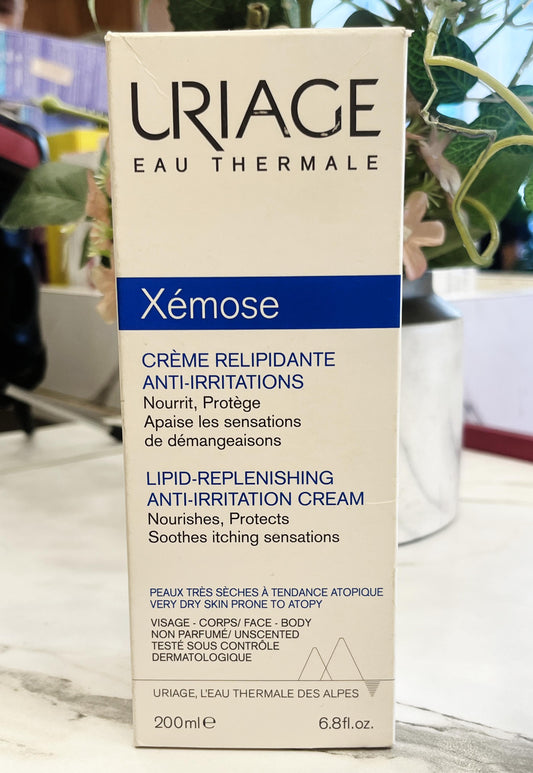 URIAGE
EAU THERMALE
Xémose
CRÈME RELIPIDANTE
ANTI-IRRITATIONS
Nourrit, Protège
Apaise les sensations
de démangeaisons
LIPID-REPLENISHING
ANTI-IRRITATION CREAM
Nourishes, Protects
Soothes itching sensations
PEAUX TRÈS SÈCHES À TENDANCE ATOPIQUE
VERY DRY SKIN PRONE TO ATOPY
VISAGE - CORPS/ FACE - BODY
NON PARFUMÉ/ UNSCENTED
TESTÉ SOUS CONTRÔLE
DERMATOLOGIQUE
URIAGE, L'EAU THERMALE DES ALPES
200ml℮ 6.8fl.oz.